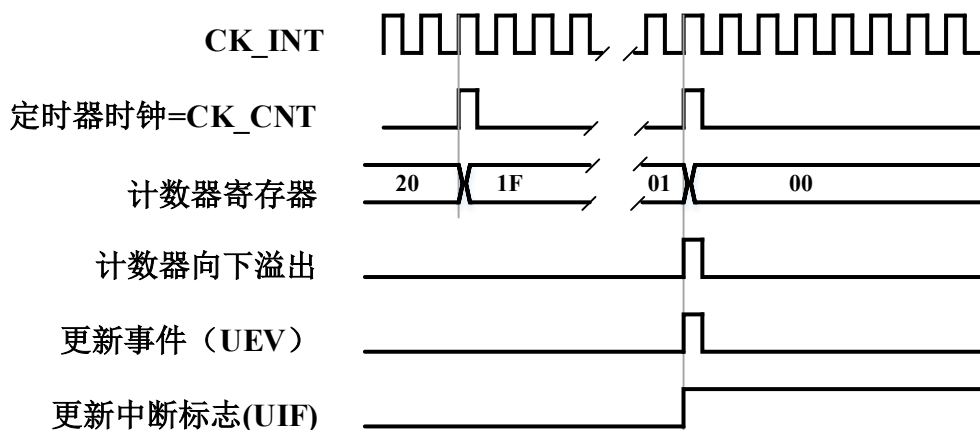 CK_INT
定时器时钟=CK_CNT
计数器寄存器 20 1F 01 00
计数器向下溢出
更新事件（UEV）
更新中断标志(UIF)